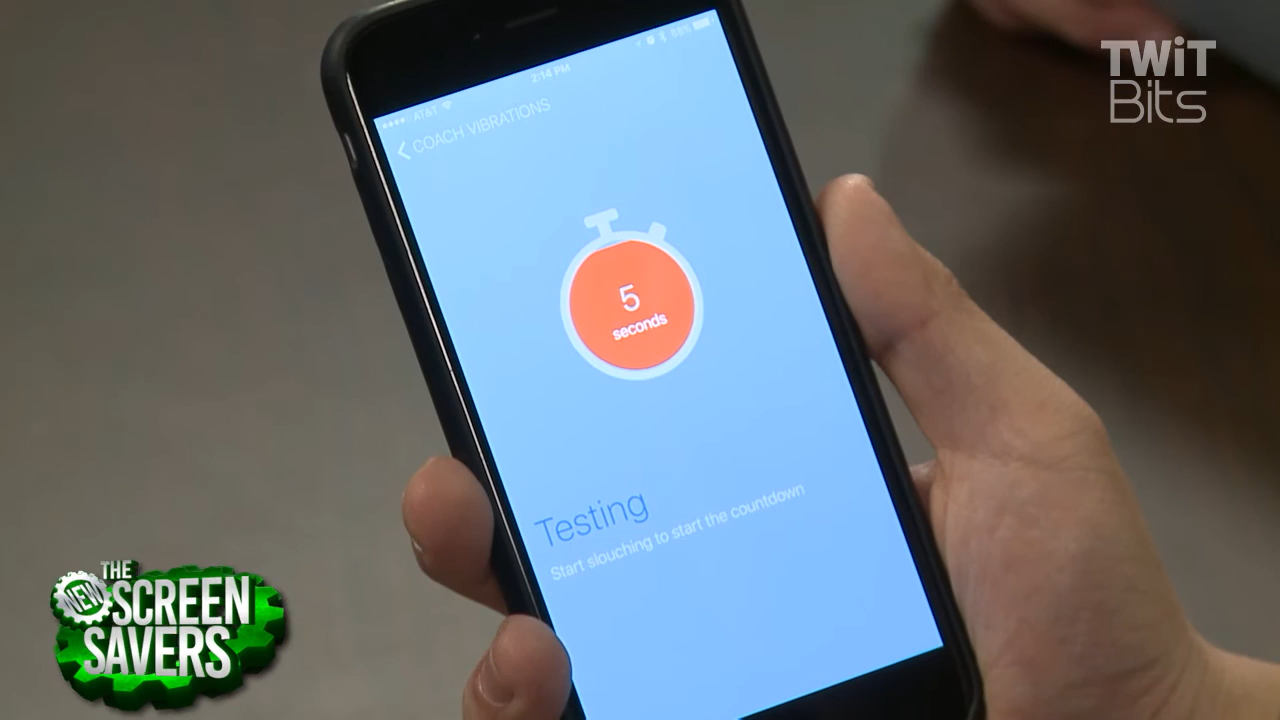 TWiT
Bits
AT&T
2:14 PM
58%
COACH VIBRATIONS
5
seconds
Testing
Start slouching to start the countdown
THE
NEW
SCREEN
SAVERS